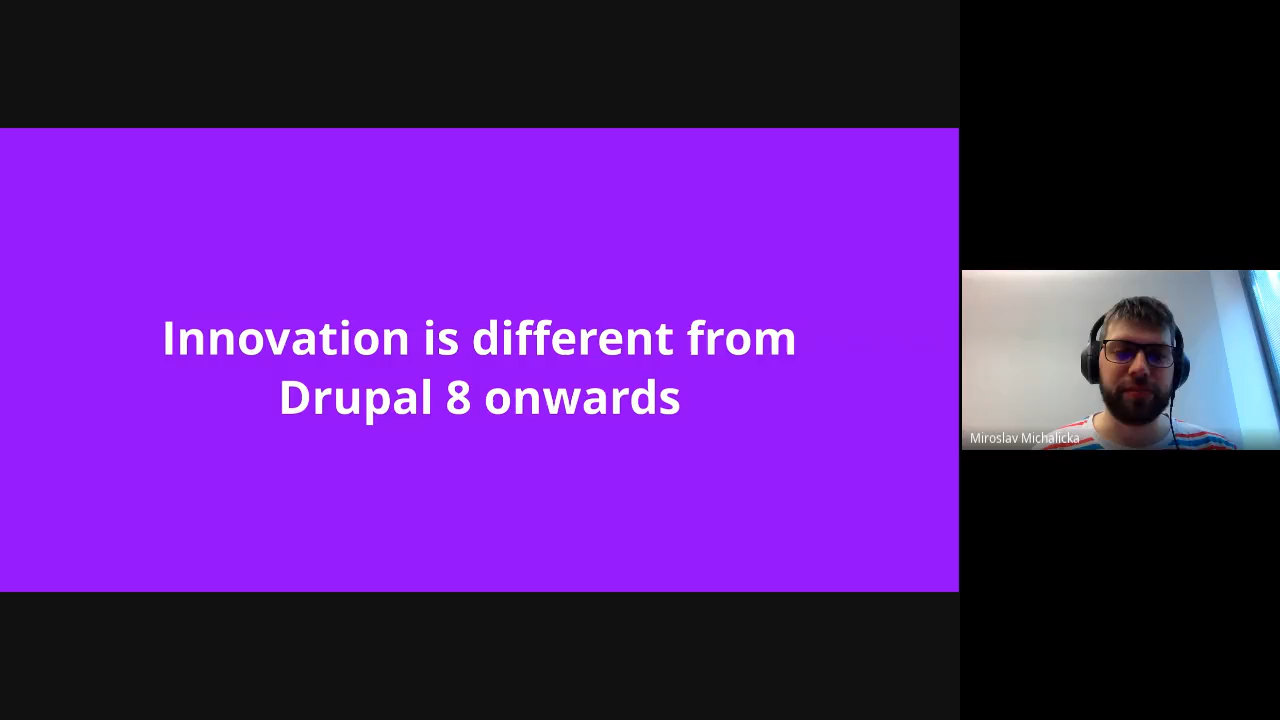 Innovation is different from
Drupal 8 onwards
Miroslav Michalicka